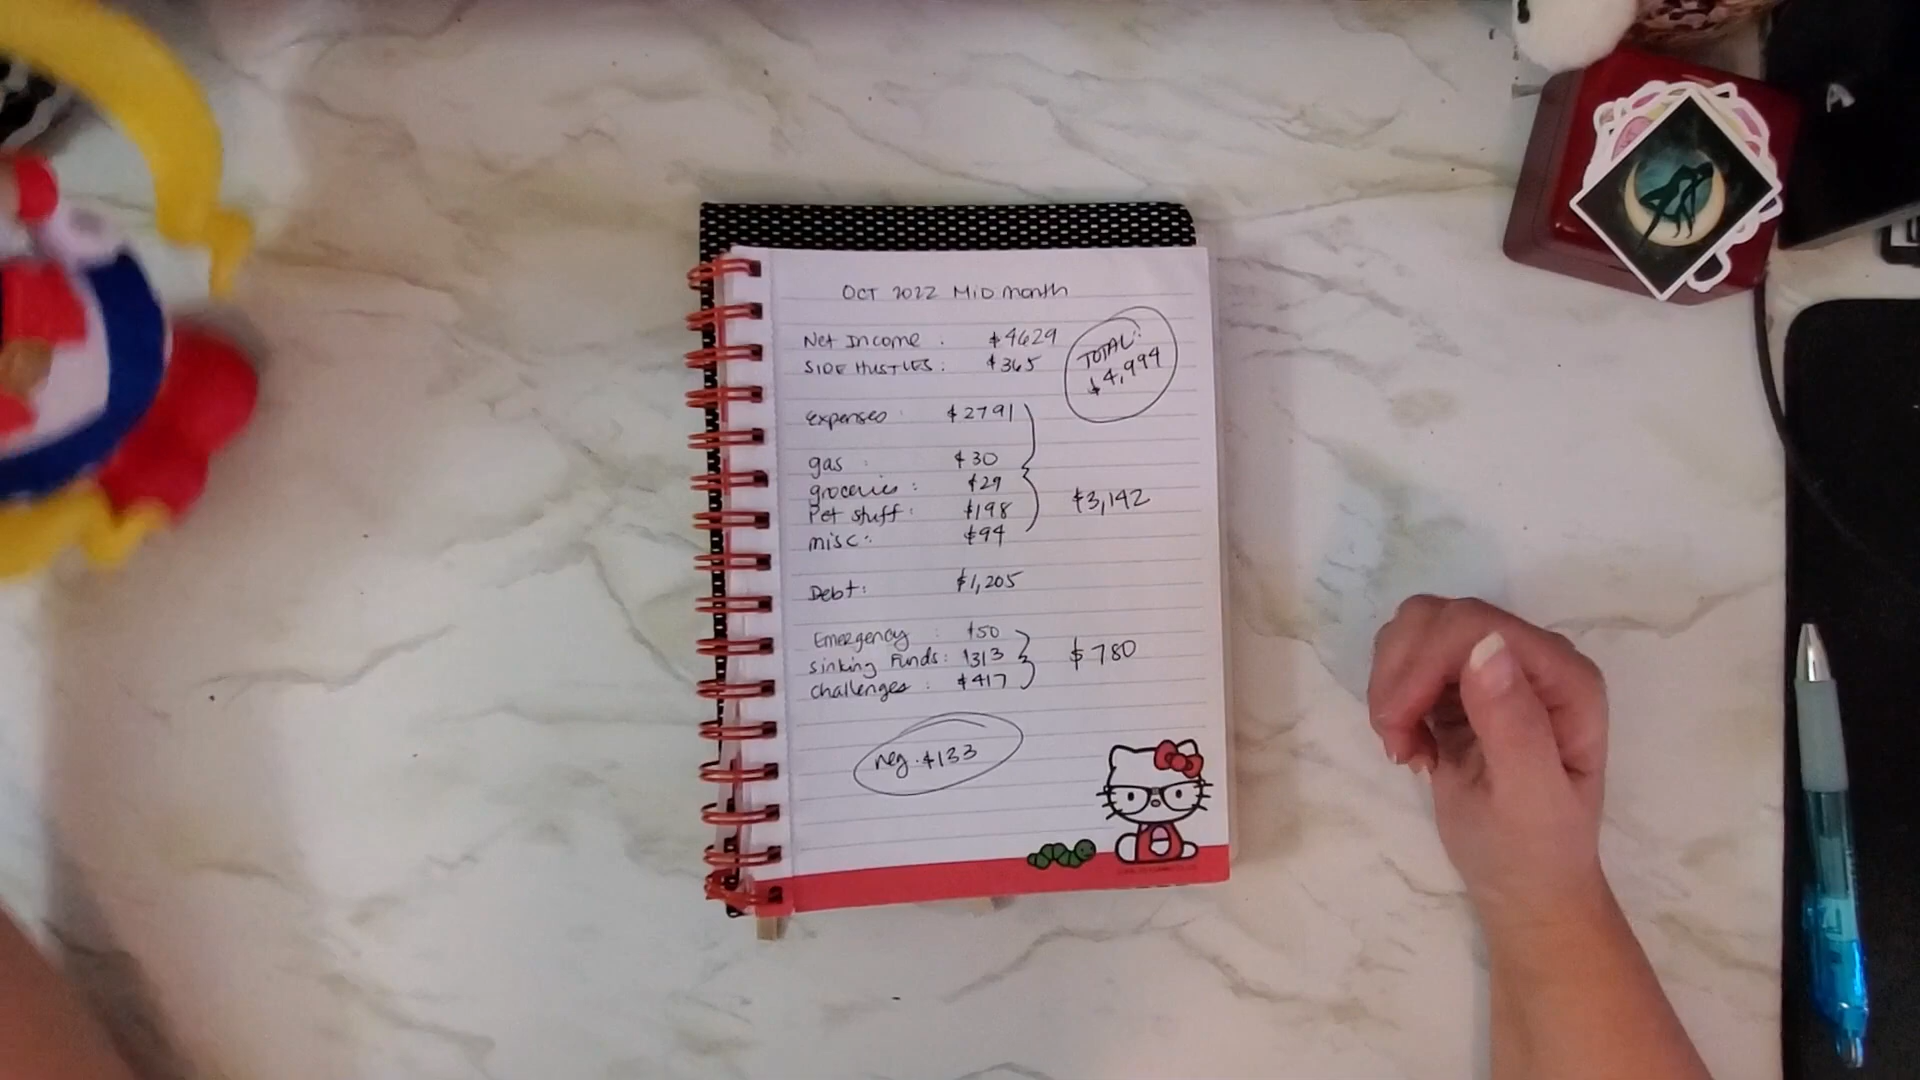 OCT 2022 Mid month
Net Income : $4629
SIDE HUSTLES : $365
TOTAL:
$4,994
expenses : $2791
gas : $30
groceries : $29
Pet stuff : $198
misc : $94
$3,142
Debt: $1,205
Emergency : $50
sinking Funds : $313
challenges : $417
$780
neg. $133